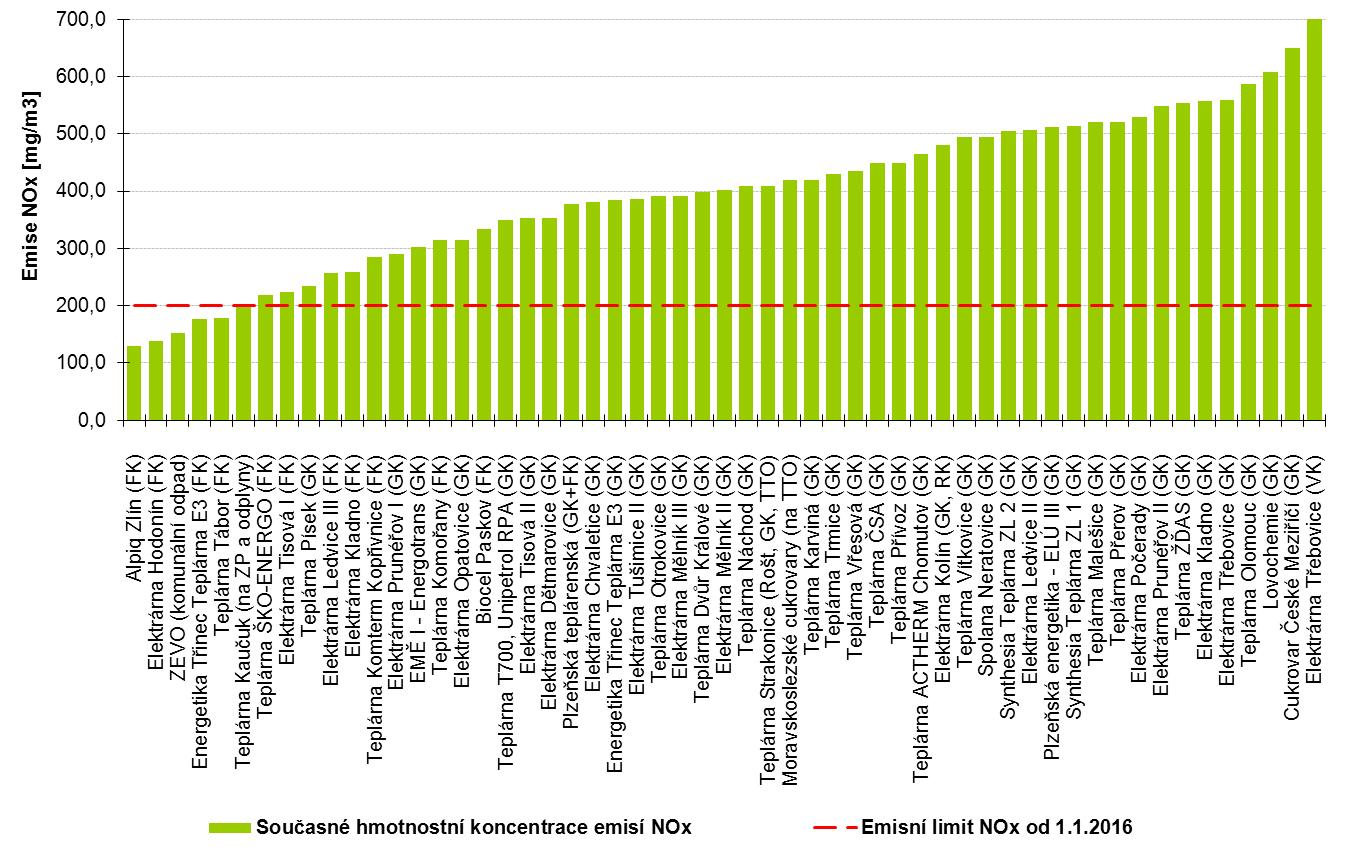 Emise NOx [mg/m3]
700,0
600,0
500,0
400,0
300,0
200,0
100,0
0,0
Alpiq Zlín (FK)
Elektrárna Hodonín (FK)
ZEVO (komunální odpad)
Energetika Třinec Teplárna E3 (FK)
Teplárna Tábor (FK)
Teplárna Kaučuk (na ZP a odplyny)
Teplárna ŠKO-ENERGO (FK)
Elektrárna Tisová I (FK)
Teplárna Písek (GK)
Elektrárna Ledvice III (FK)
Elektrárna Kladno (FK)
Teplárna Komterm Kopřivnice (FK)
Elektrárna Prunéřov I (GK)
EMĚ I - Energotrans (GK)
Teplárna Komořany (FK)
Elektrárna Opatovice (GK)
Biocel Paskov (FK)
Teplárna T700, Unipetrol RPA (GK)
Elektrárna Tisová II (GK)
Elektrárna Dětmarovice (GK)
Plzeňská teplárenská (GK+FK)
Elektrárna Chvaletice (GK)
Energetika Třinec Teplárna E3 (GK)
Elektrárna Tušimice II (GK)
Teplárna Otrokovice (GK)
Elektrárna Mělník III (GK)
Teplárna Dvůr Králové (GK)
Elektrárna Mělník II (GK)
Teplárna Náchod (GK)
Teplárna Strakonice (Rošt, GK, TTO)
Moravskoslezské cukrovary (na TTO)
Teplárna Karviná (GK)
Teplárna Trmice (GK)
Teplárna Vřesová (GK)
Teplárna ČSA (GK)
Teplárna Přívoz (GK)
Teplárna ACTHERM Chomutov (GK)
Elektrárna Kolín (GK, RK)
Teplárna Vítkovice (GK)
Spolana Neratovice (GK)
Synthesia Teplárna ZL 2 (GK)
Elektrárna Ledvice II (GK)
Plzeňská energetika - ELÚ III (GK)
Synthesia Teplárna ZL 1 (GK)
Teplárna Malešice (GK)
Teplárna Přerov (GK)
Elektrárna Počerady (GK)
Elektrárna Prunéřov II (GK)
Teplárna ŽĎAS (GK)
Elektrárna Kladno (GK)
Elektrárna Třebovice (GK)
Teplárna Olomouc (GK)
Lovochemie (GK)
Cukrovar České Meziříčí (GK)
Elektrárna Třebovice (VK)
Současné hmotnostní koncentrace emisí NOx
Emisní limit NOx od 1.1.2016